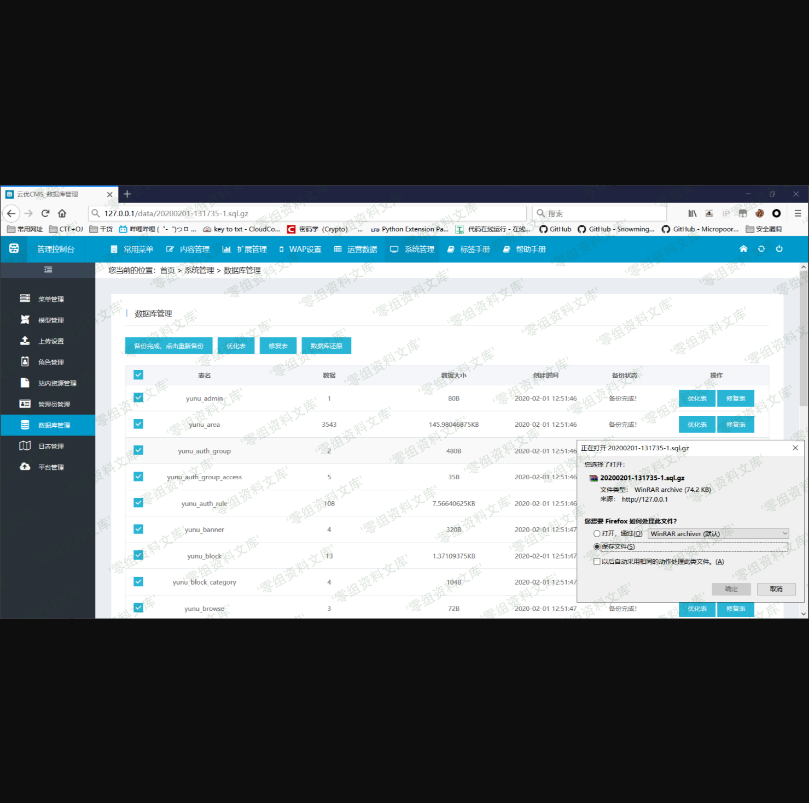 云优CMS_数据库管理
127.0.0.1/data/20200201-131735-1.sql.gz
搜索
常用网址 CTF+OJ 干货 哔哩哔哩 ( ゜- ゜)つロ ... key to txt - CloudCo... 密码学（Crypto） ... Python Extension Pa... 代码在线运行 - 在线... GitHub GitHub - Snowming... GitHub - Micropoor... 安全顾问
管理控制台 常用菜单 内容管理 扩展管理 WAP设置 运营数据 系统管理 标签手册 帮助手册
您当前的位置：首页 > 系统管理 > 数据库管理
菜单管理
模型管理
上传设置
角色管理
站内资源管理
管理员管理
数据库管理
日志管理
平台管理
数据库管理
备份完成，点击重新备份 优化表 修复表 数据库还原
表名 数据 数据大小 创建时间 备份状态 操作
yunu_admin 1 80B 2020-02-01 12:51:46 备份完成! 优化表 修复表
yunu_area 3543 145.98046875KB 2020-02-01 12:51:46 备份完成! 优化表 修复表
yunu_auth_group 2 480B 2020-02-01 12:51:46
yunu_auth_group_access 5 35B 2020-02-01 12:51:46
yunu_auth_rule 108 7.56640625KB 2020-02-01 12:51:46
yunu_banner 4 320B 2020-02-01 12:51:47
yunu_block 13 1.37109375KB 2020-02-01 12:51:47
yunu_block_category 4 104B 2020-02-01 12:51:47
yunu_browse 3 72B 2020-02-01 12:51:47 备份完成! 优化表 修复表
正在打开 20200201-131735-1.sql.gz
您选择了打开:
20200201-131735-1.sql.gz
文件类型： WinRAR archive (74.2 KB)
来源： http://127.0.0.1
您想要 Firefox 如何处理此文件?
打开，通过(O) WinRAR archiver (默认)
保存文件(S)
以后自动采用相同的动作处理此类文件。(A)
确定 取消
零组资料文库